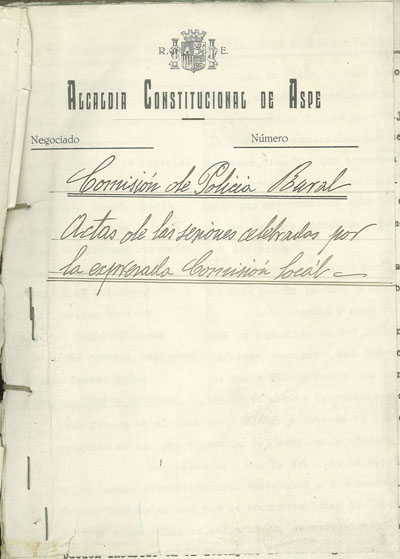 R. E.
ALCALDIA CONSTITUCIONAL DE ASPE
Negociado Número
Comisión de Policia Rural
Actas de las sesiones celebradas por
la expresada Comisión Local